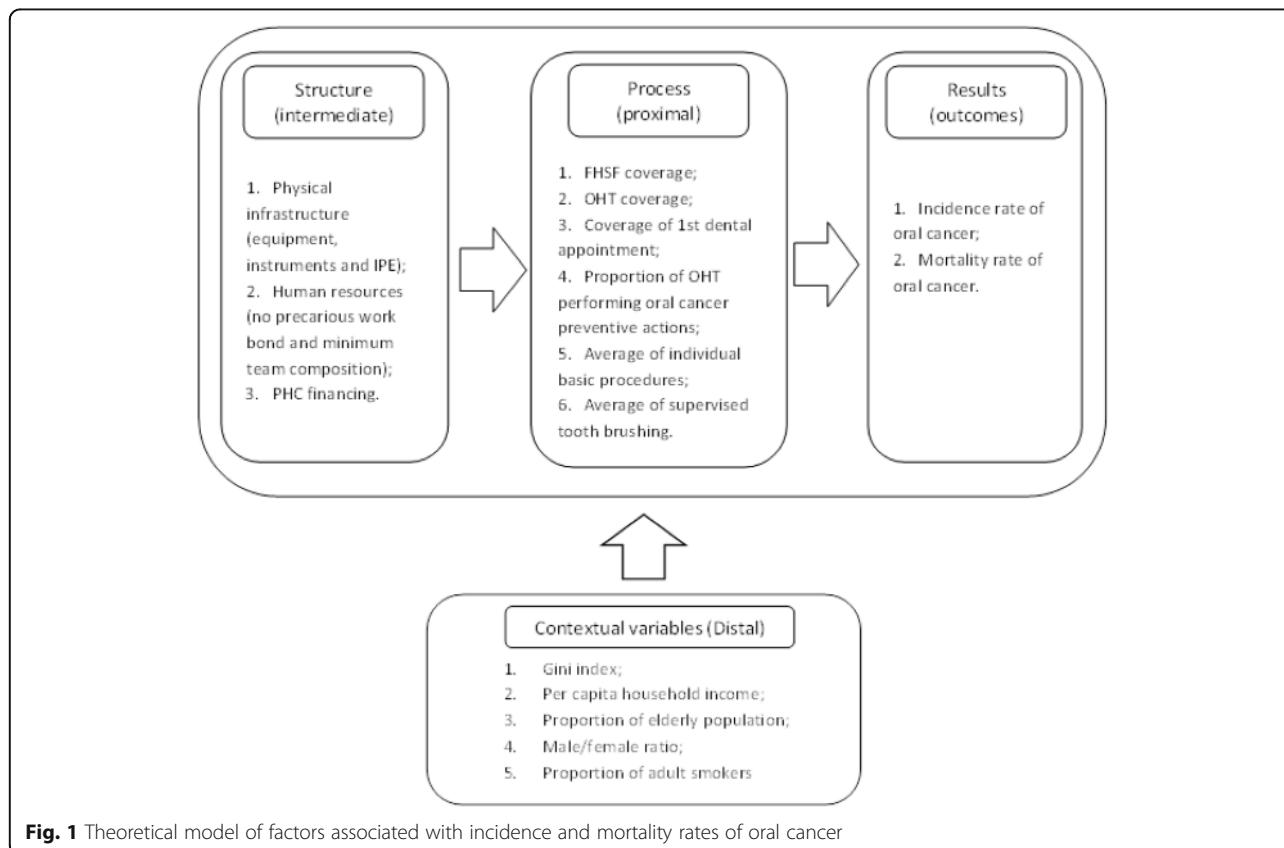 Structure
(intermediate)
1. Physical
infrastructure
(equipment,
instruments and IPE);
2. Human resources
(no precarious work
bond and minimum
team composition);
3. PHC financing.
Process
(proximal)
1. FHSF coverage;
2. OHT coverage;
3. Coverage of 1st dental
appointment;
4. Proportion of OHT
performing oral cancer
preventive actions;
5. Average of individual
basic procedures;
6. Average of supervised
tooth brushing.
Results
(outcomes)
1. Incidence rate of
oral cancer;
2. Mortality rate of
oral cancer.
Contextual variables (Distal)
1. Gini index;
2. Per capita household income;
3. Proportion of elderly population;
4. Male/female ratio;
5. Proportion of adult smokers
Fig. 1 Theoretical model of factors associated with incidence and mortality rates of oral cancer